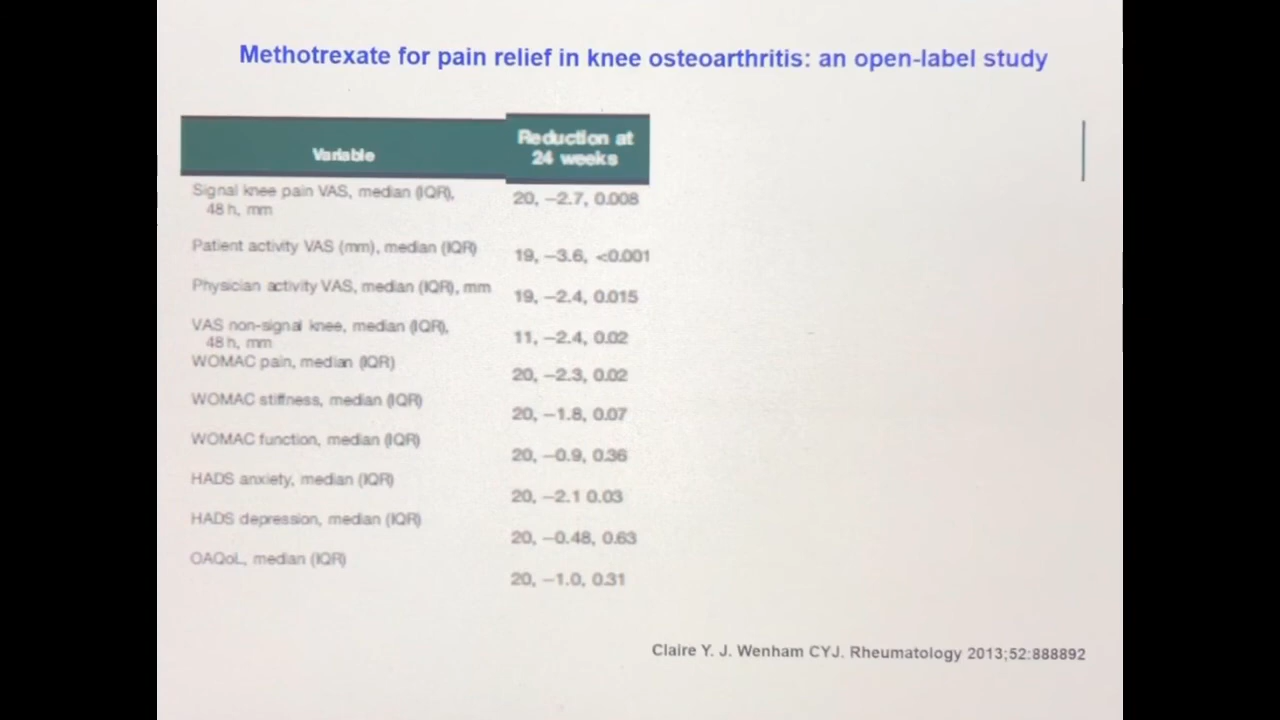 Methotrexate for pain relief in knee osteoarthritis: an open-label study
Variable
Reduction at
24 weeks
Signal knee pain VAS, median (IQR),
48 h, mm
20, −2.7, 0.008
Patient activity VAS (mm), median (IQR)
19, −3.6, <0.001
Physician activity VAS, median (IQR), mm
19, −2.4, 0.015
VAS non-signal knee, median (IQR),
48 h, mm
11, −2.4, 0.02
WOMAC pain, median (IQR)
20, −2.3, 0.02
WOMAC stiffness, median (IQR)
20, −1.8, 0.07
WOMAC function, median (IQR)
20, −0.9, 0.36
HADS anxiety, median (IQR)
20, −2.1 0.03
HADS depression, median (IQR)
20, −0.48, 0.63
OAQoL, median (IQR)
20, −1.0, 0.31
Claire Y. J. Wenham CYJ. Rheumatology 2013;52:888892